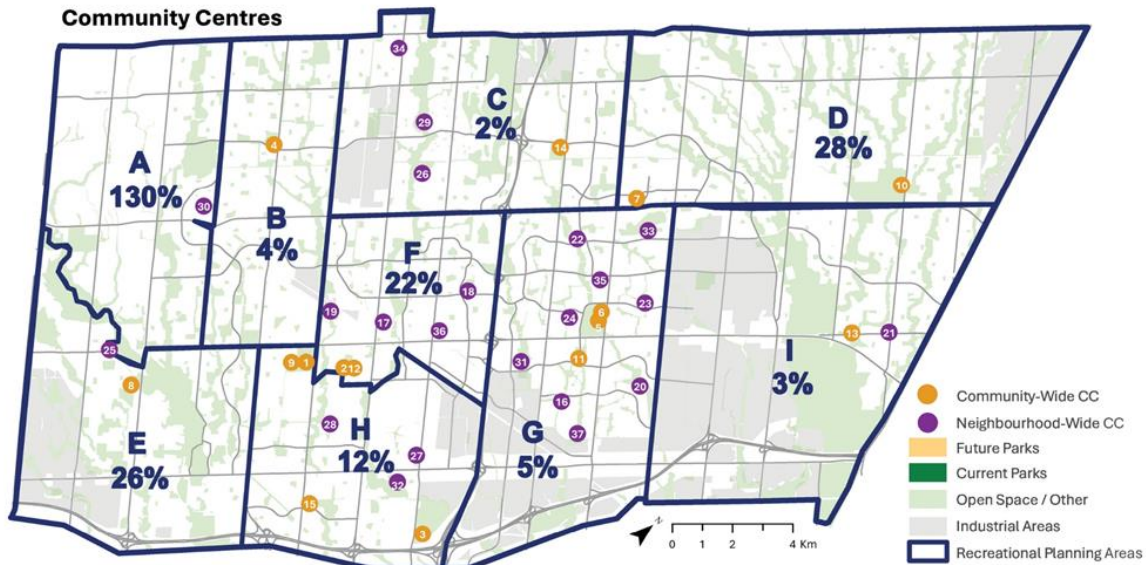 Community Centres
34
C
2%
D
28%
29
4
14
A
130%
26
10
30
7
B
4%
22
33
F
22%
35
18
23
19
24
6
5
17
36
13
21
25
9
1
31
11
I
3%
2
12
8
20
16
Community-Wide CC
28
H
12%
G
5%
37
Neighbourhood-Wide CC
E
26%
27
Future Parks
32
Current Parks
15
Open Space / Other
3
N
Industrial Areas
0 1 2 4 Km
Recreational Planning Areas